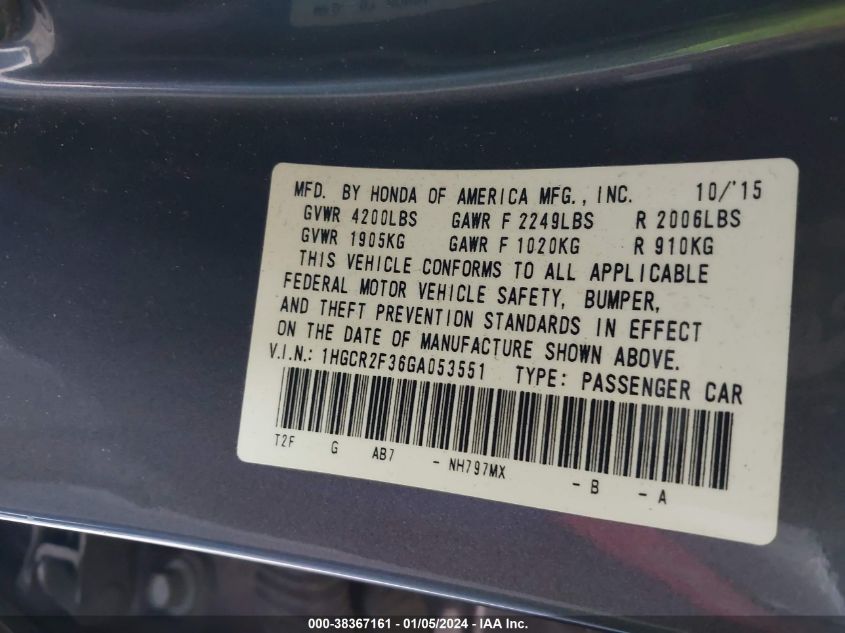 MFD. BY HONDA OF AMERICA MFG., INC. 10/'15
GVWR 4200LBS GAWR F 2249LBS R 2006LBS
GVWR 1905KG GAWR F 1020KG R 910KG
THIS VEHICLE CONFORMS TO ALL APPLICABLE
FEDERAL MOTOR VEHICLE SAFETY, BUMPER,
AND THEFT PREVENTION STANDARDS IN EFFECT
ON THE DATE OF MANUFACTURE SHOWN ABOVE.
V.I.N.: 1HGCR2F36GA053551 TYPE: PASSENGER CAR
T2F G AB7 - NH797MX - B - A
000-38367161 - 01/05/2024 - IAA Inc.